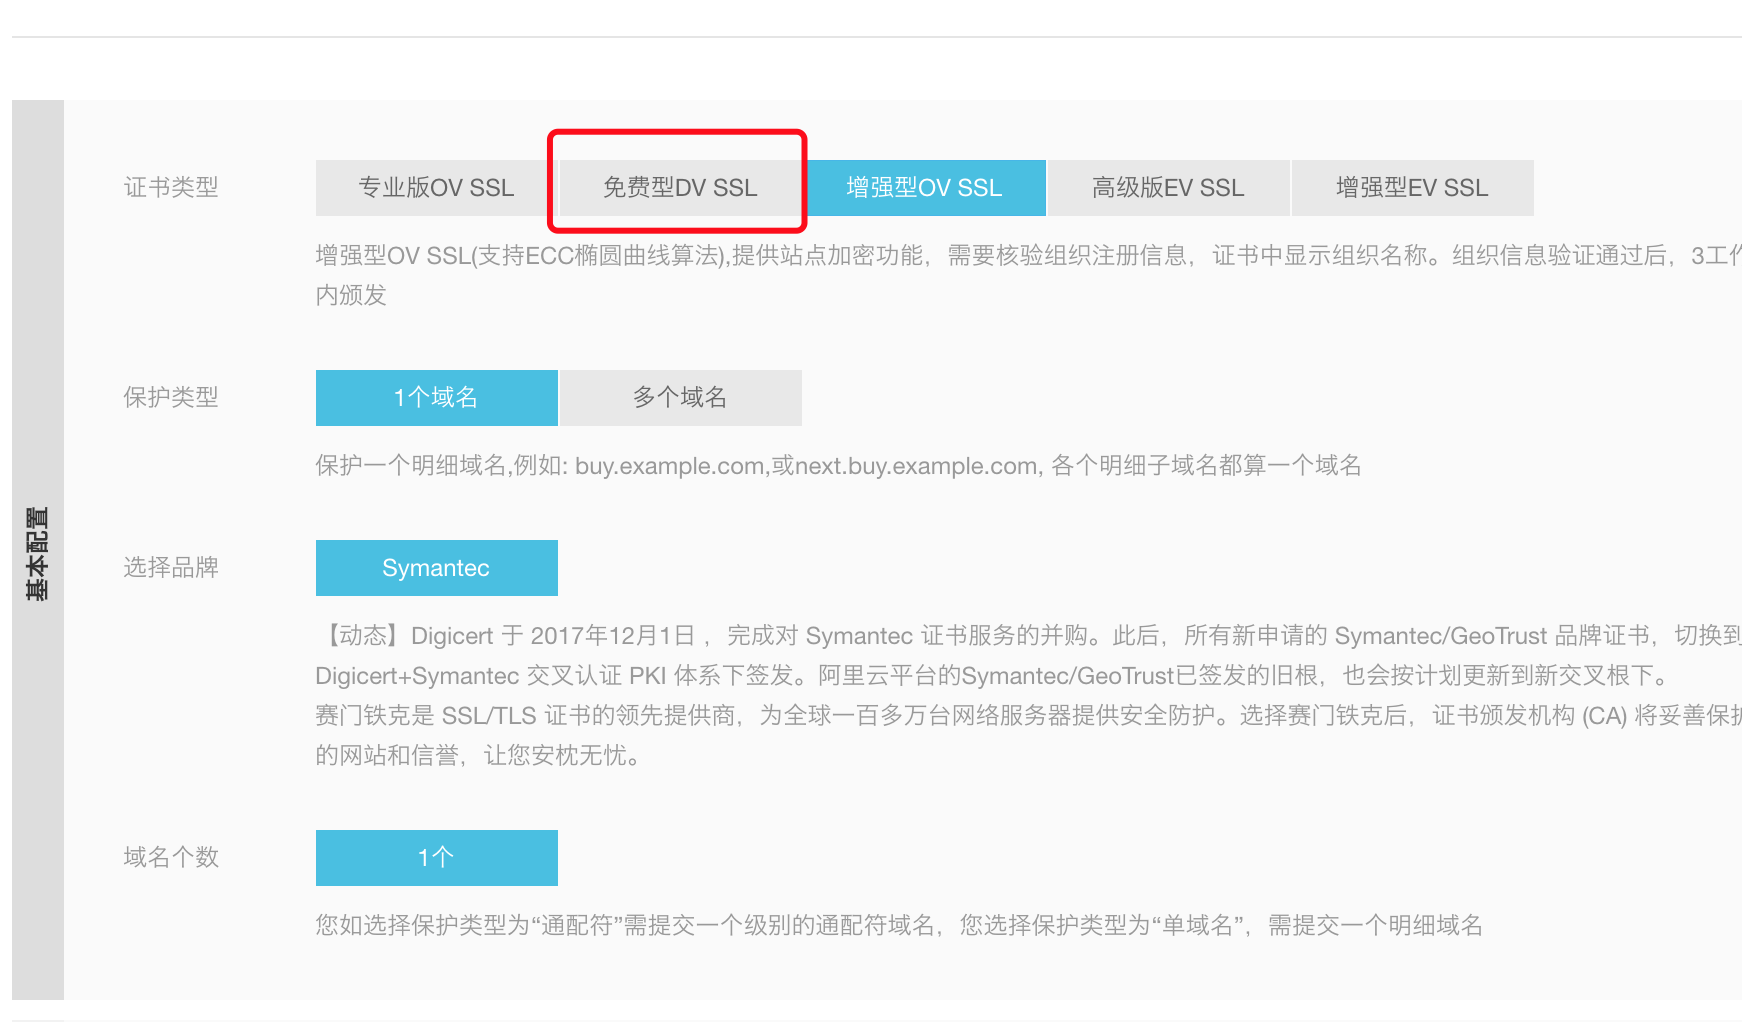 证书类型
专业版OV SSL 免费型DV SSL 增强型OV SSL 高级版EV SSL 增强型EV SSL
增强型OV SSL(支持ECC椭圆曲线算法),提供站点加密功能，需要核验组织注册信息，证书中显示组织名称。组织信息验证通过后，3工作
内颁发
保护类型
1个域名 多个域名
保护一个明细域名,例如: buy.example.com,或next.buy.example.com, 各个明细子域名都算一个域名
基本配置
选择品牌
Symantec
【动态】Digicert 于 2017年12月1日 ，完成对 Symantec 证书服务的并购。此后，所有新申请的 Symantec/GeoTrust 品牌证书，切换到
Digicert+Symantec 交叉认证 PKI 体系下签发。阿里云平台的Symantec/GeoTrust已签发的旧根，也会按计划更新到新交叉根下。
赛门铁克是 SSL/TLS 证书的领先提供商，为全球一百多万台网络服务器提供安全防护。选择赛门铁克后，证书颁发机构 (CA) 将妥善保护
的网站和信誉，让您安枕无忧。
域名个数
1个
您如选择保护类型为“通配符”需提交一个级别的通配符域名，您选择保护类型为“单域名”，需提交一个明细域名